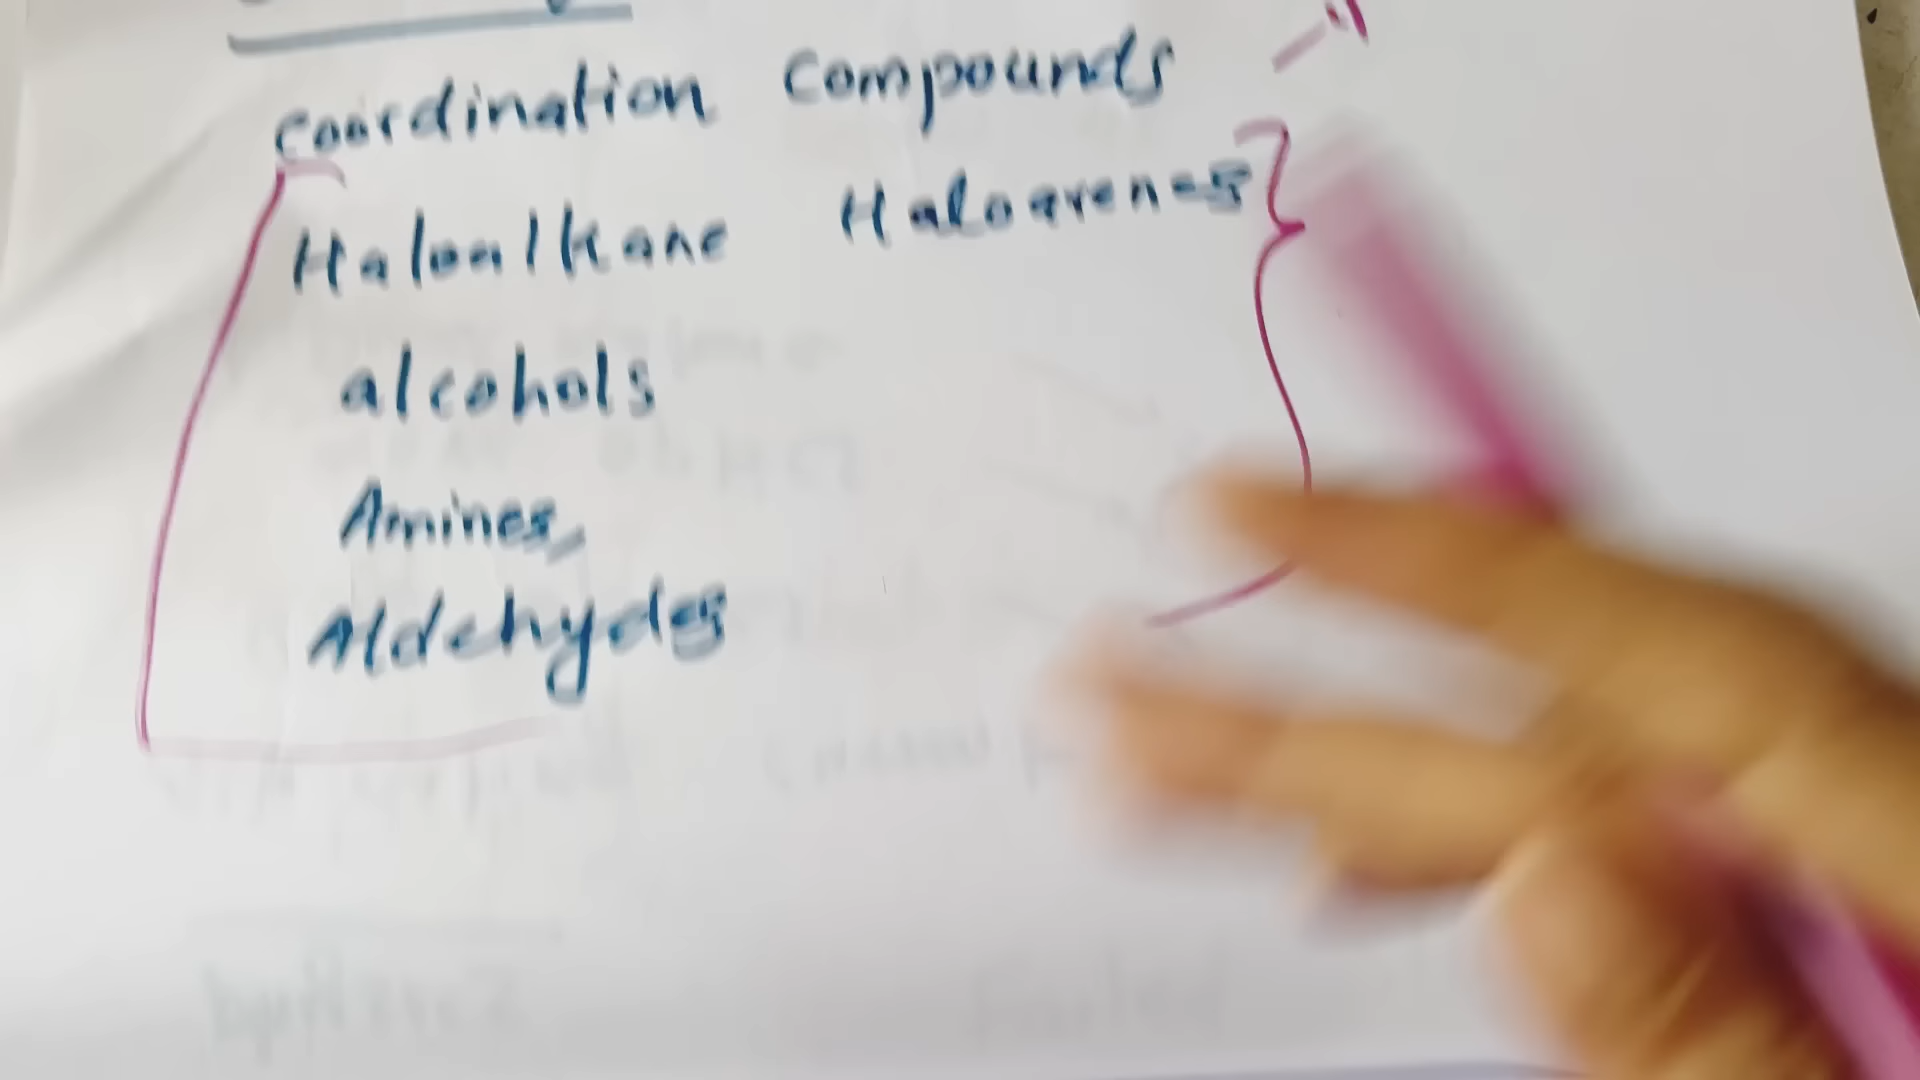 Coordination Compounds
Haloalkane Haloarenes
alcohols
Amines,
Aldehydes